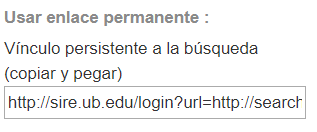 Usar enlace permanente :
Vínculo persistente a la búsqueda
(copiar y pegar)
http://sire.ub.edu/login?url=http://search